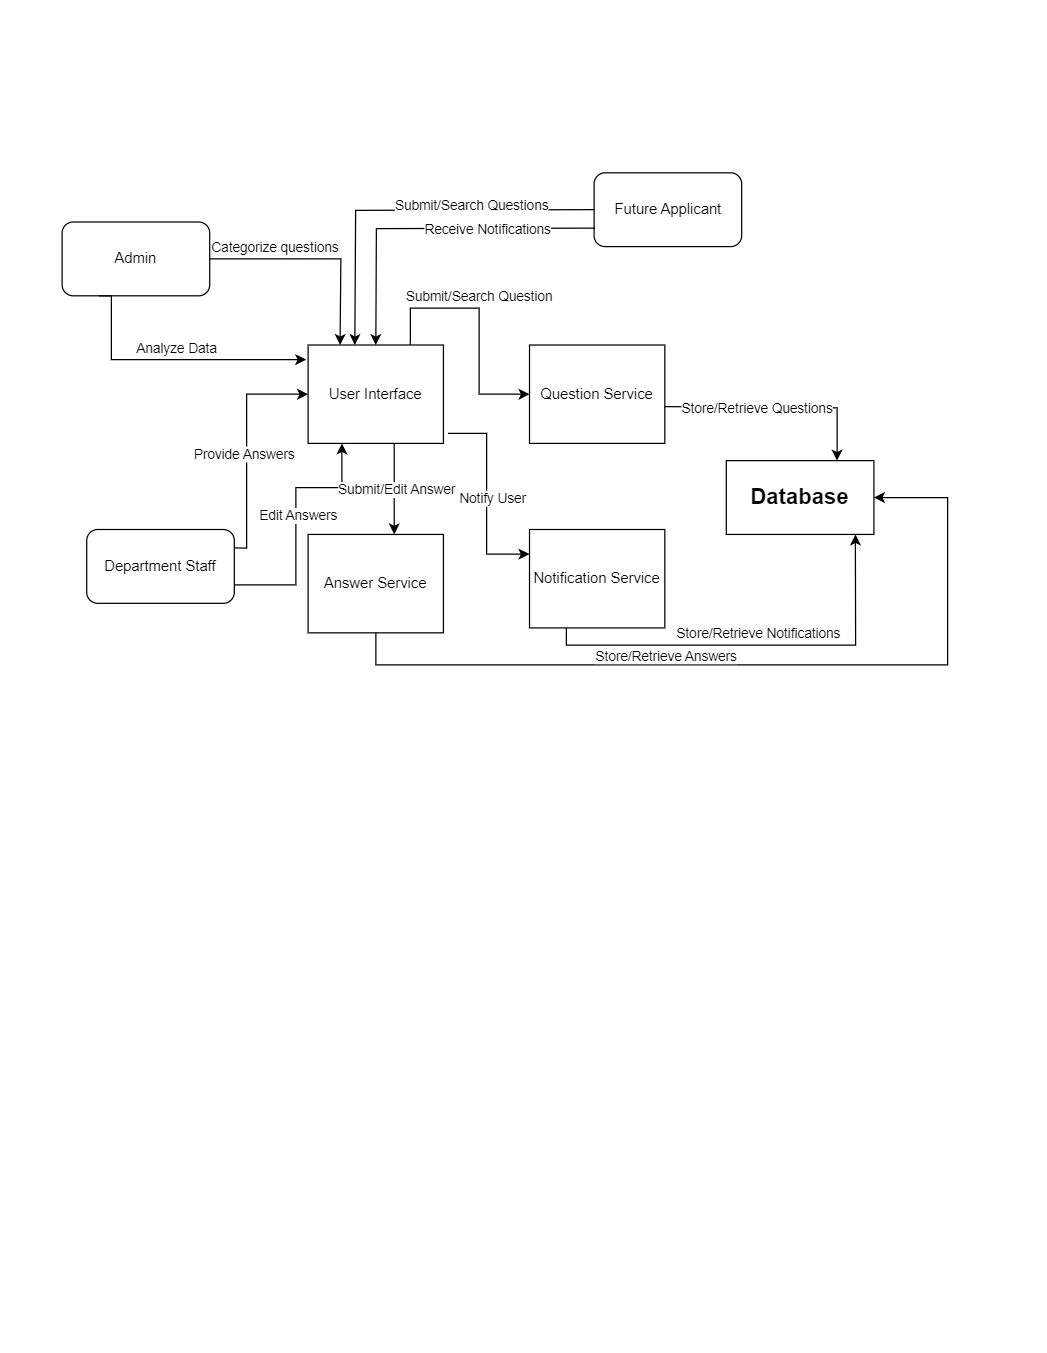 Submit/Search Questions
Future Applicant
Receive Notifications
Admin
Categorize questions
Submit/Search Question
Analyze Data
User Interface
Question Service
Store/Retrieve Questions
Provide Answers
Submit/Edit Answer
Notify User
Database
Edit Answers
Department Staff
Answer Service
Notification Service
Store/Retrieve Notifications
Store/Retrieve Answers